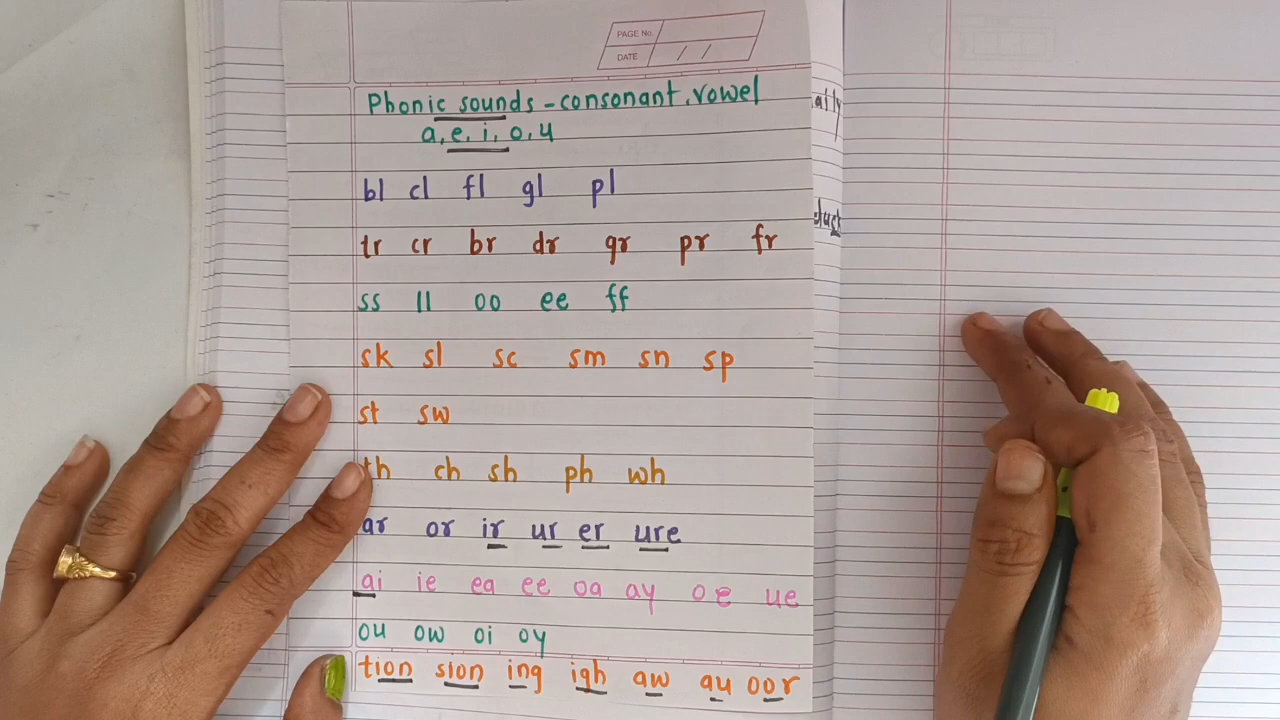 PAGE No.
DATE / /
Phonic sounds - consonant, vowel
a, e, i, o, u
bl cl fl gl pl
tr cr br dr gr pr fr
ss ll oo ee ff
sk sl sc sm sn sp
st sw
th ch sh ph wh
ar or ir ur er ure
ai ie ea ee oa ay oe ue
ou ow oi oy
tion sion ing igh aw au oor